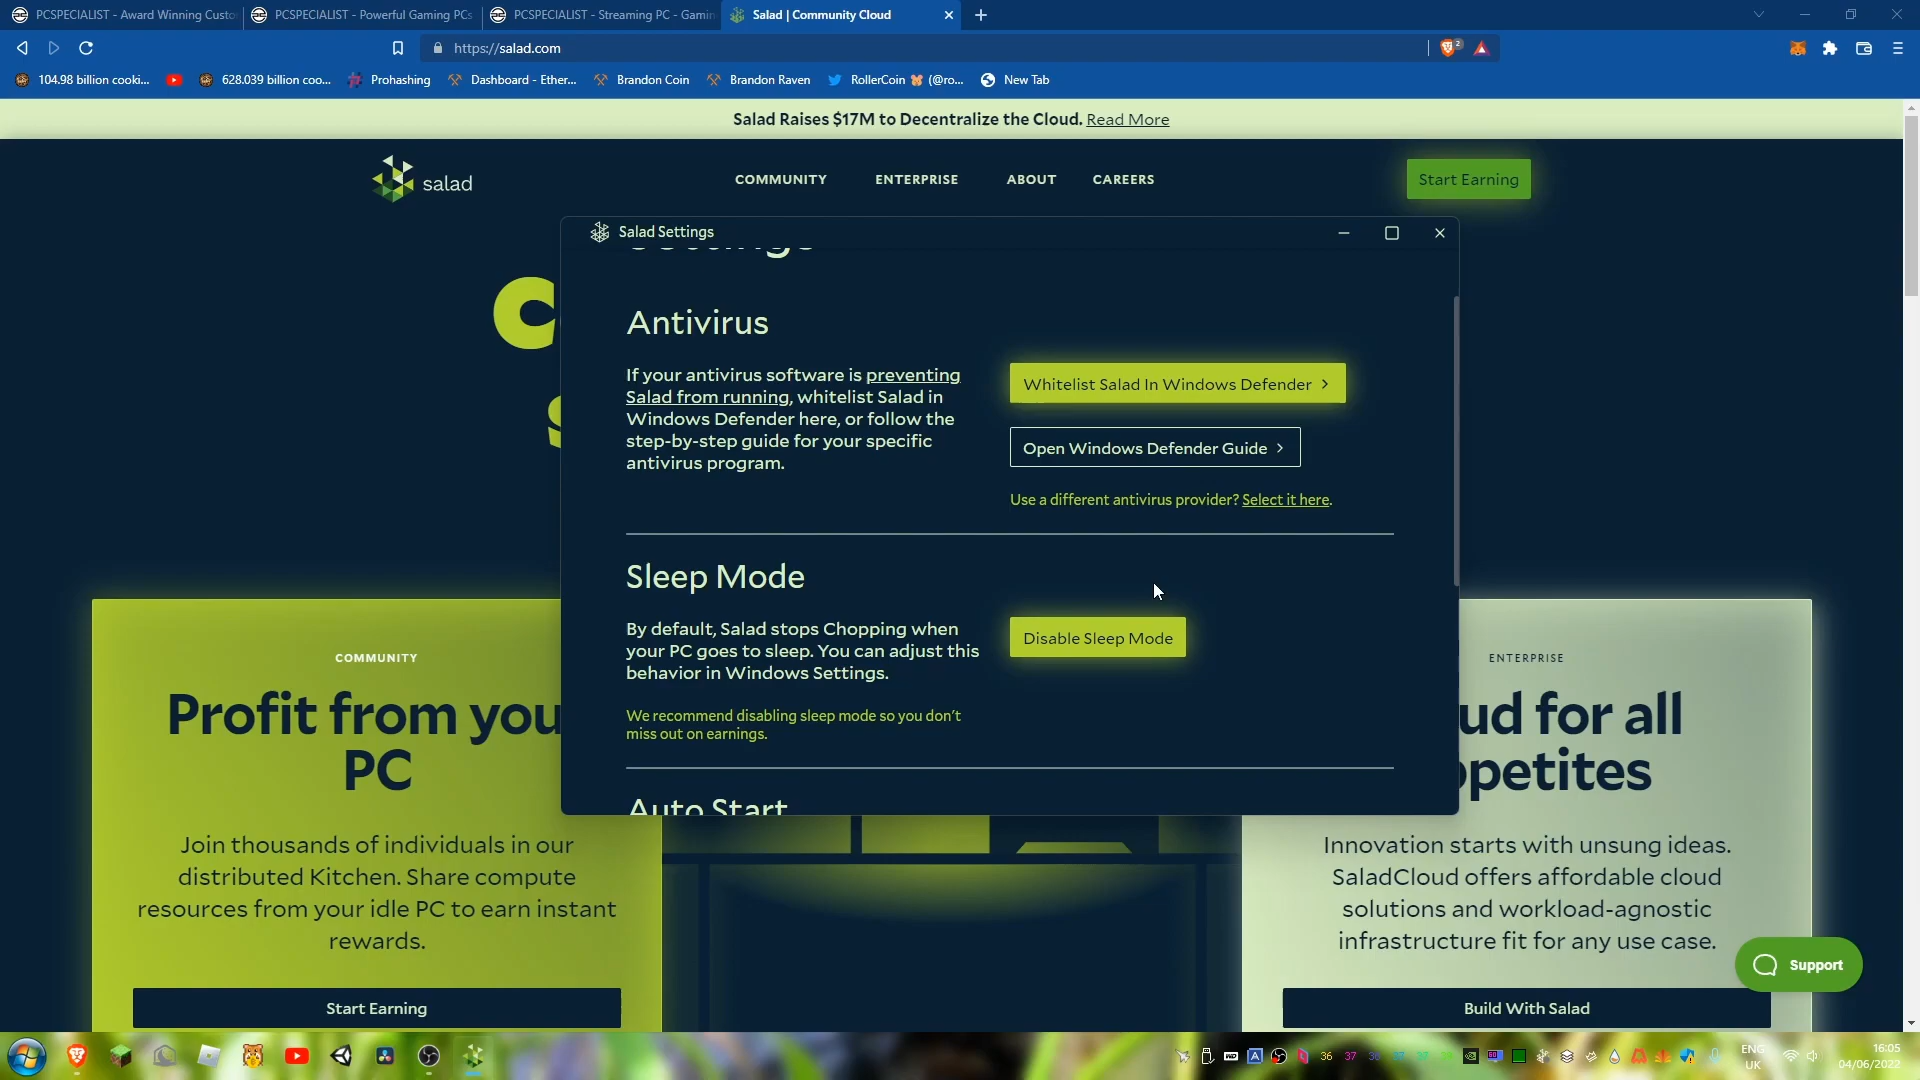 PCSPECIALIST - Award Winning Custo
PCSPECIALIST - Powerful Gaming PCs
PCSPECIALIST - Streaming PC - Gamin
Salad | Community Cloud
https://salad.com
2
104.98 billion cooki...
628.039 billion coo...
Prohashing
Dashboard - Ether...
Brandon Coin
Brandon Raven
RollerCoin 🐹 (@ro...
New Tab
Salad Raises $17M to Decentralize the Cloud. Read More
salad
COMMUNITY
ENTERPRISE
ABOUT
CAREERS
Start Earning
Salad Settings
Settings
Antivirus
If your antivirus software is preventing
Salad from running, whitelist Salad in
Windows Defender here, or follow the
step-by-step guide for your specific
antivirus program.
Whitelist Salad In Windows Defender
Open Windows Defender Guide
Use a different antivirus provider? Select it here.
Sleep Mode
By default, Salad stops Chopping when
your PC goes to sleep. You can adjust this
behavior in Windows Settings.
Disable Sleep Mode
We recommend disabling sleep mode so you don't
miss out on earnings.
Auto Start
COMMUNITY
Profit from you
PC
Join thousands of individuals in our
distributed Kitchen. Share compute
resources from your idle PC to earn instant
rewards.
Start Earning
ENTERPRISE
ud for all
petites
Innovation starts with unsung ideas.
SaladCloud offers affordable cloud
solutions and workload-agnostic
infrastructure fit for any use case.
Build With Salad
Support
36
37
ENG
UK
16:05
04/06/2022